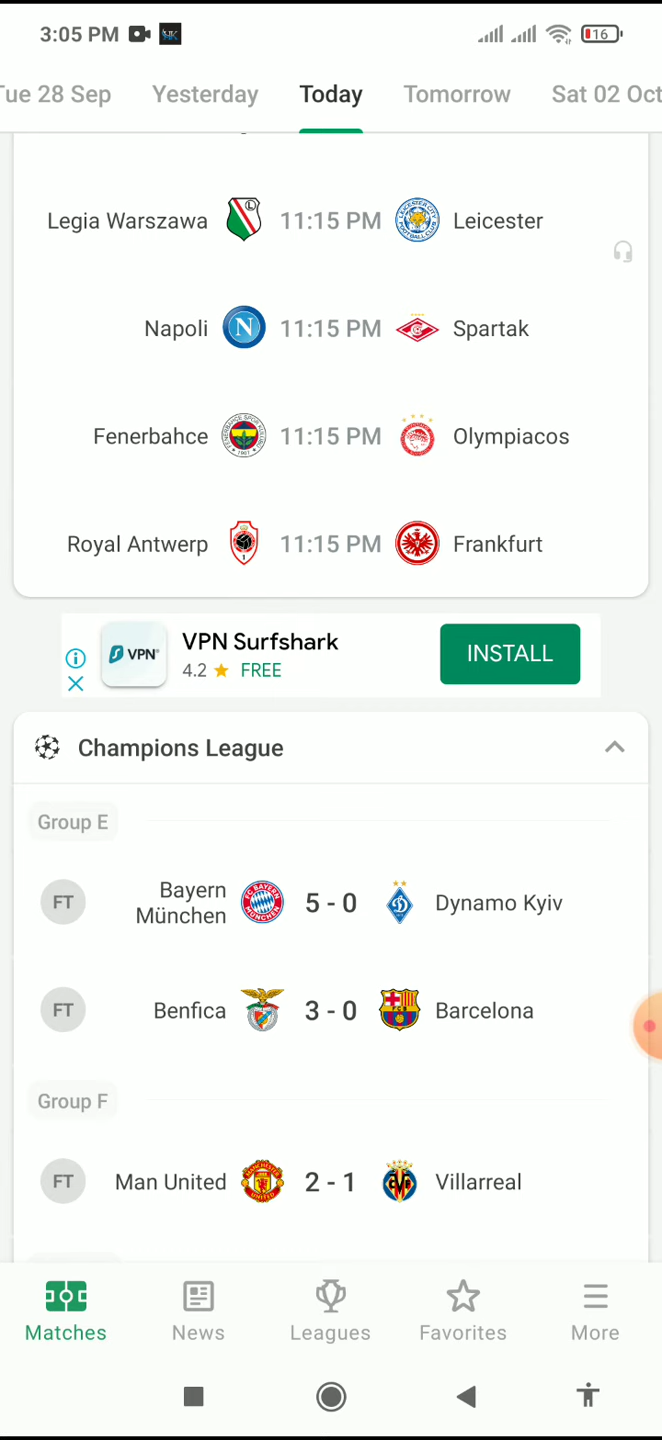 3:05 PM
16
Tue 28 Sep Yesterday Today Tomorrow Sat 02 Oct
Legia Warszawa 11:15 PM Leicester
Napoli 11:15 PM Spartak
Fenerbahce 11:15 PM Olympiacos
Royal Antwerp 11:15 PM Frankfurt
VPN®
VPN Surfshark
4.2 ★ FREE
INSTALL
Champions League
Group E
FT Bayern München 5 - 0 Dynamo Kyiv
FT Benfica 3 - 0 Barcelona
Group F
FT Man United 2 - 1 Villarreal
Matches News Leagues Favorites More